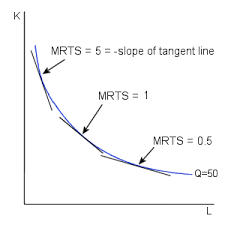 K
MRTS = 5 = -slope of tangent line
MRTS = 1
MRTS = 0.5
Q=50
L